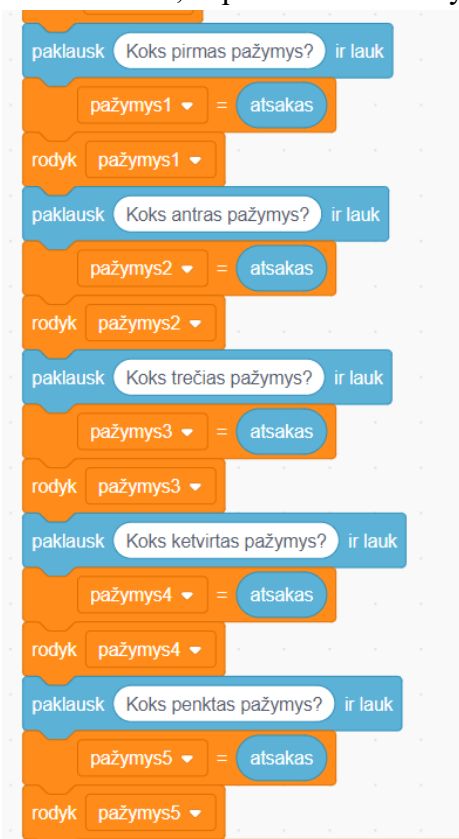 paklausk Koks pirmas pažymys? ir lauk
pažymys1 = atsakas
rodyk pažymys1
paklausk Koks antras pažymys? ir lauk
pažymys2 = atsakas
rodyk pažymys2
paklausk Koks trečias pažymys? ir lauk
pažymys3 = atsakas
rodyk pažymys3
paklausk Koks ketvirtas pažymys? ir lauk
pažymys4 = atsakas
rodyk pažymys4
paklausk Koks penktas pažymys? ir lauk
pažymys5 = atsakas
rodyk pažymys5